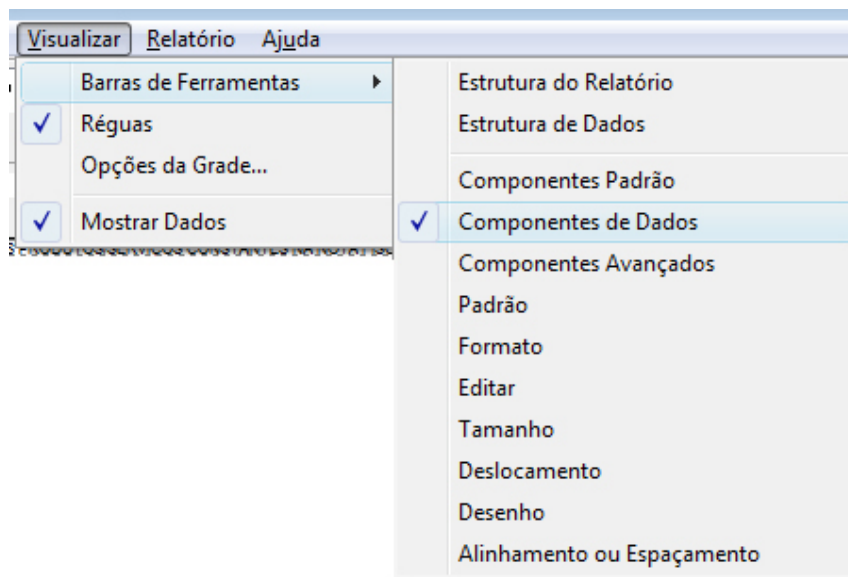 Visualizar Relatório Ajuda
Barras de Ferramentas
Réguas
Opções da Grade...
Mostrar Dados
Estrutura do Relatório
Estrutura de Dados
Componentes Padrão
Componentes de Dados
Componentes Avançados
Padrão
Formato
Editar
Tamanho
Deslocamento
Desenho
Alinhamento ou Espaçamento